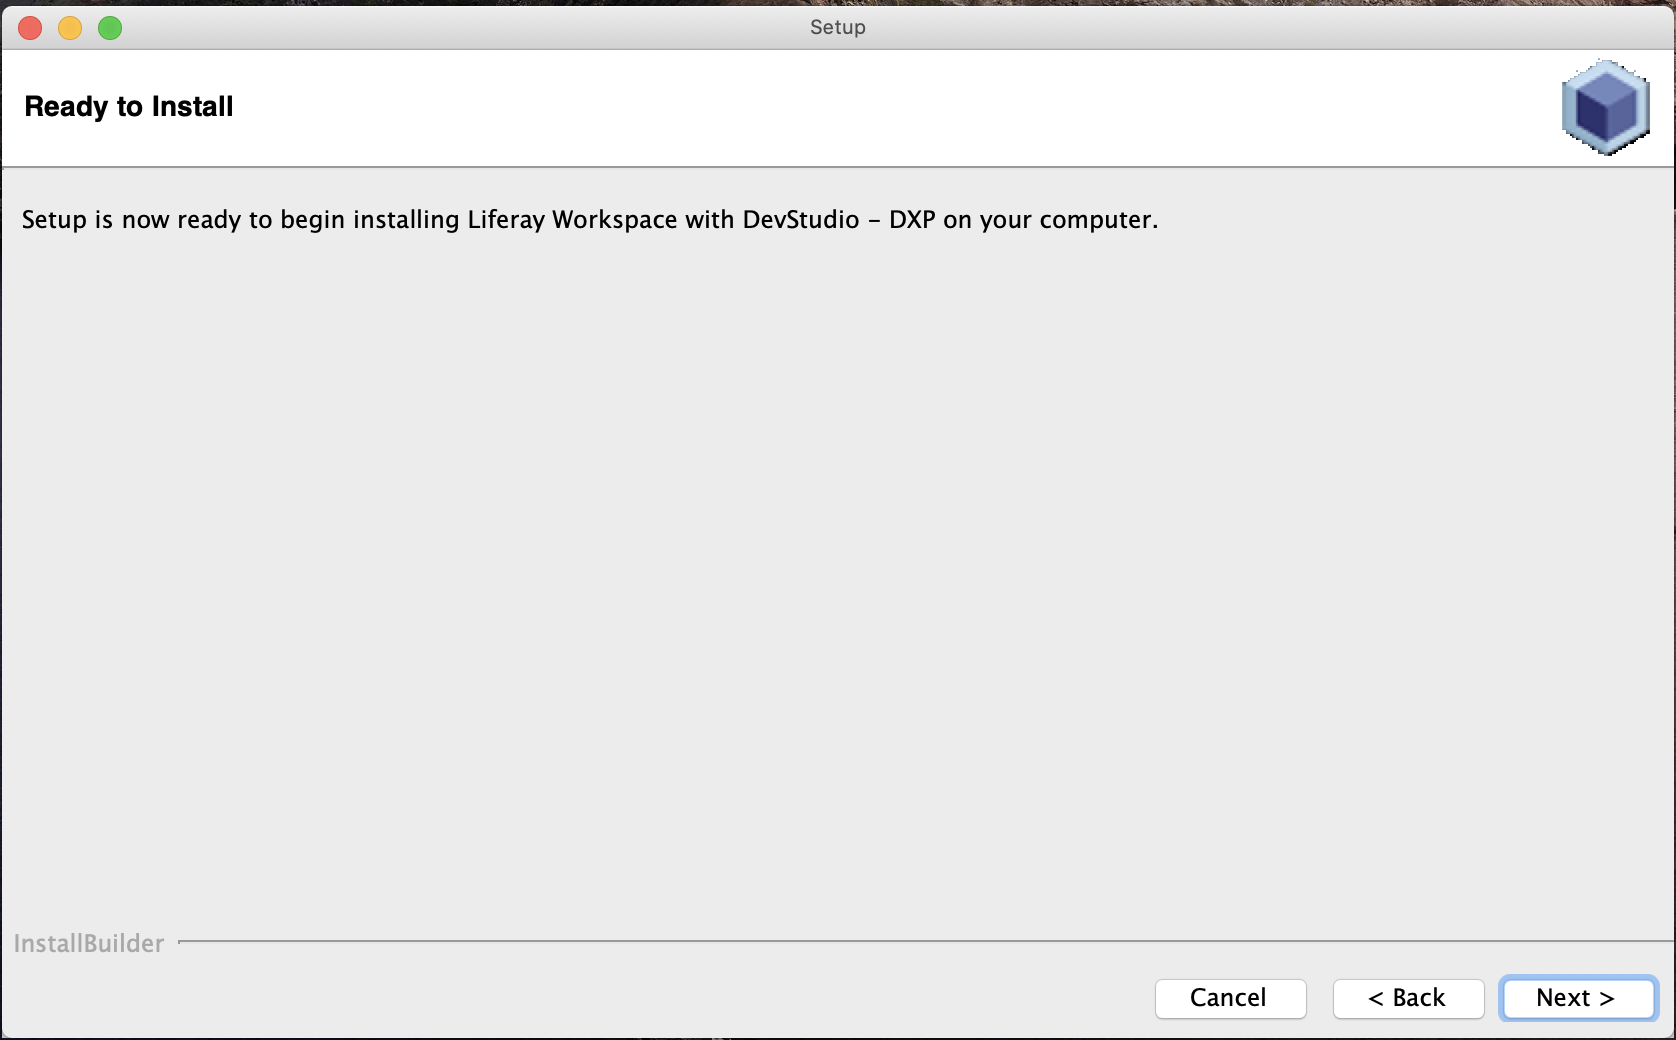 Setup
Ready to Install
Setup is now ready to begin installing Liferay Workspace with DevStudio – DXP on your computer.
InstallBuilder
Cancel
< Back
Next >